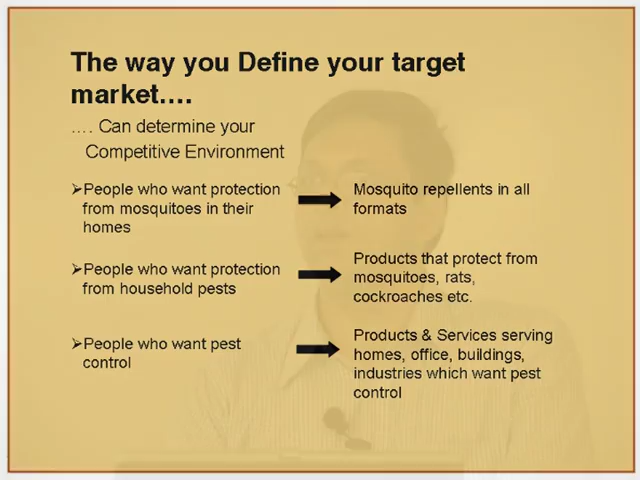 The way you Define your target
market....
.... Can determine your
Competitive Environment
➢People who want protection
from mosquitoes in their
homes
Mosquito repellents in all
formats
➢People who want protection
from household pests
Products that protect from
mosquitoes, rats,
cockroaches etc.
➢People who want pest
control
Products & Services serving
homes, office, buildings,
industries which want pest
control